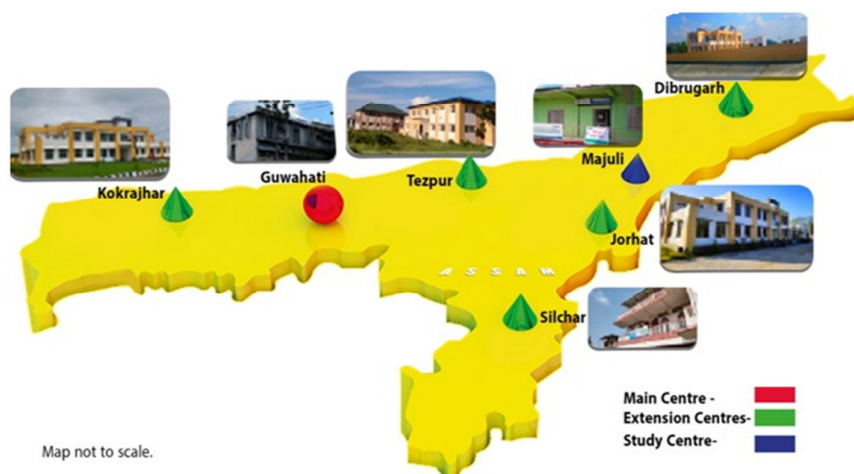 Dibrugarh
Majuli
Guwahati
Tezpur
Kokrajhar
Jorhat
ASSAM
Silchar
Main Centre -
Extension Centres-
Study Centre-
Map not to scale.